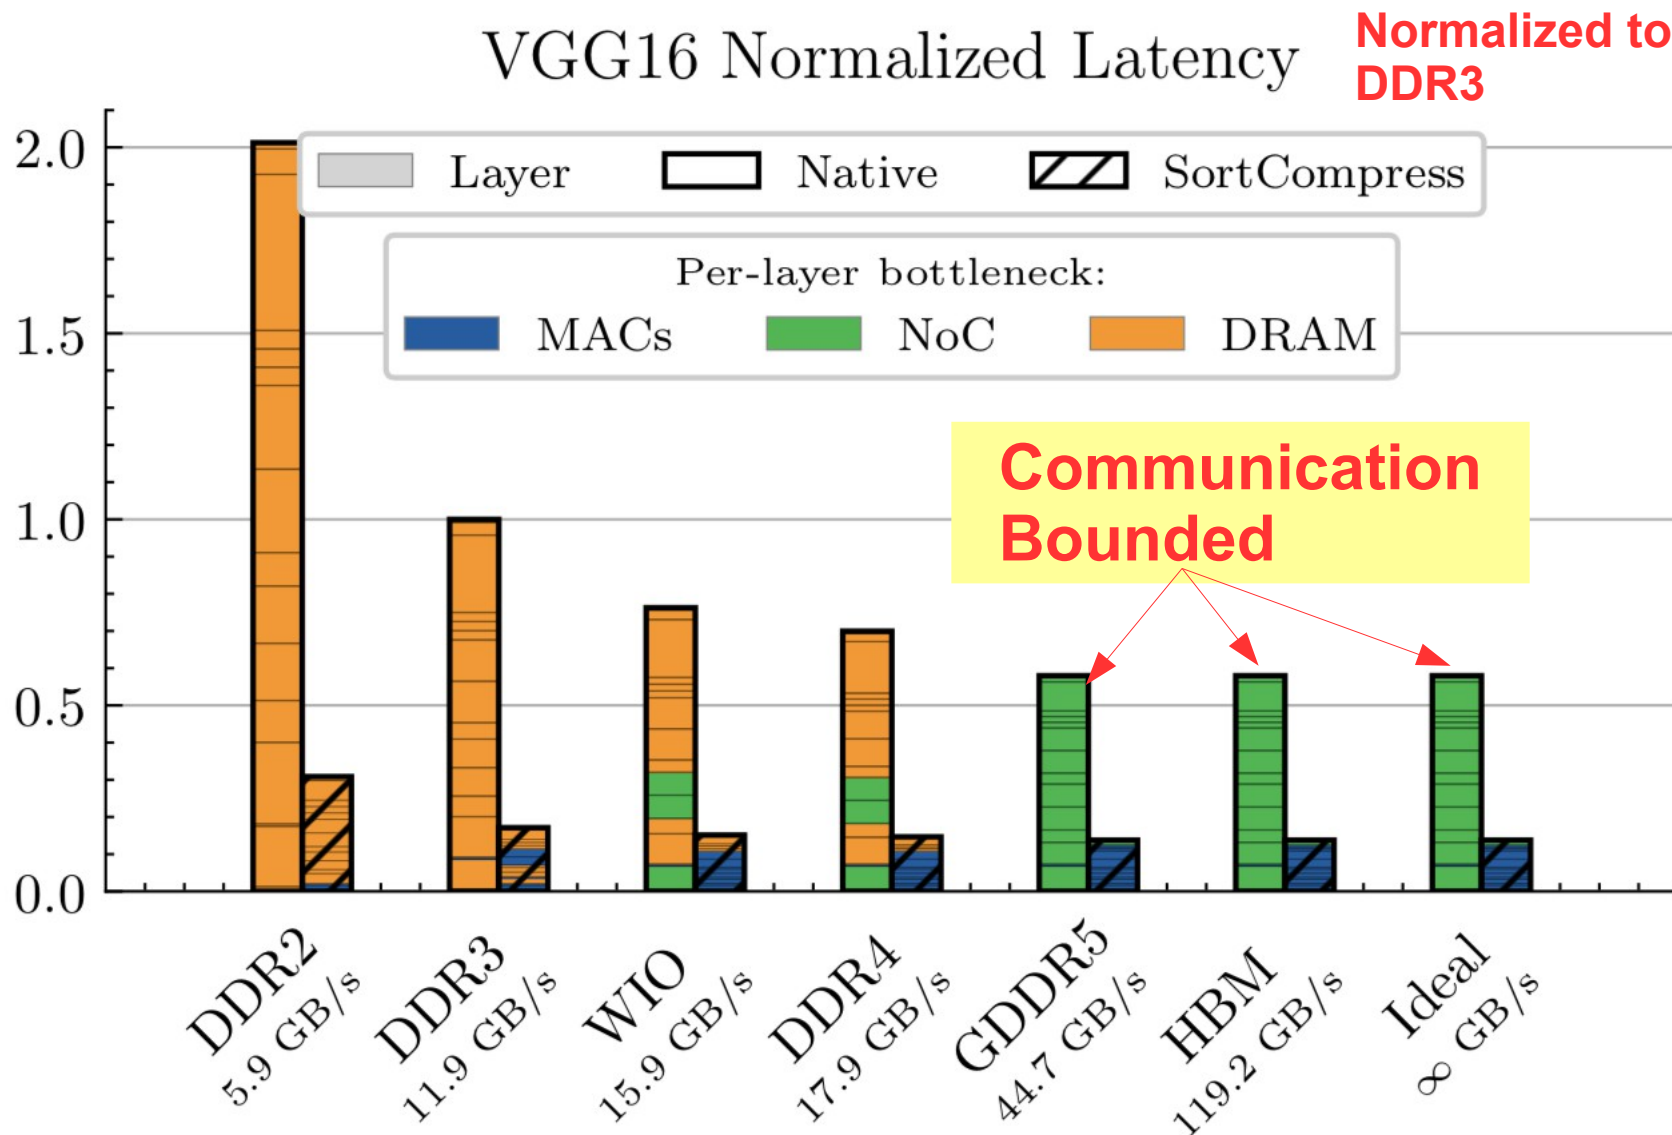 VGG16 Normalized Latency
Normalized to
DDR3
2.0
1.5
1.0
0.5
0.0
Layer
Native
SortCompress
Per-layer bottleneck:
MACs
NoC
DRAM
Communication
Bounded
DDR2
5.9 GB/s
DDR3
11.9 GB/s
WIO
15.9 GB/s
DDR4
17.9 GB/s
GDDR5
44.7 GB/s
HBM
119.2 GB/s
Ideal
∞ GB/s